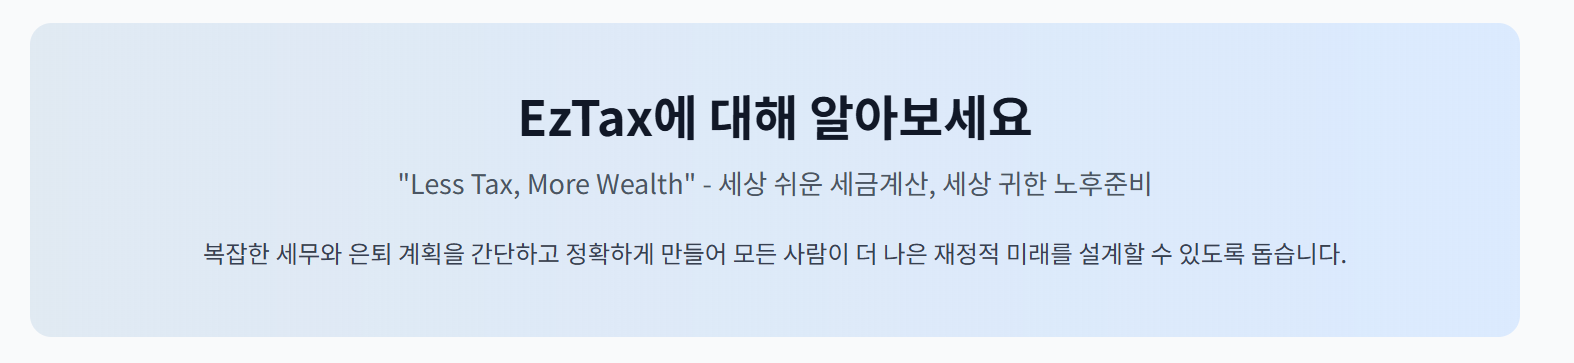 EzTax에 대해 알아보세요
"Less Tax, More Wealth" - 세상 쉬운 세금계산, 세상 귀한 노후준비
복잡한 세무와 은퇴 계획을 간단하고 정확하게 만들어 모든 사람이 더 나은 재정적 미래를 설계할 수 있도록 돕습니다.